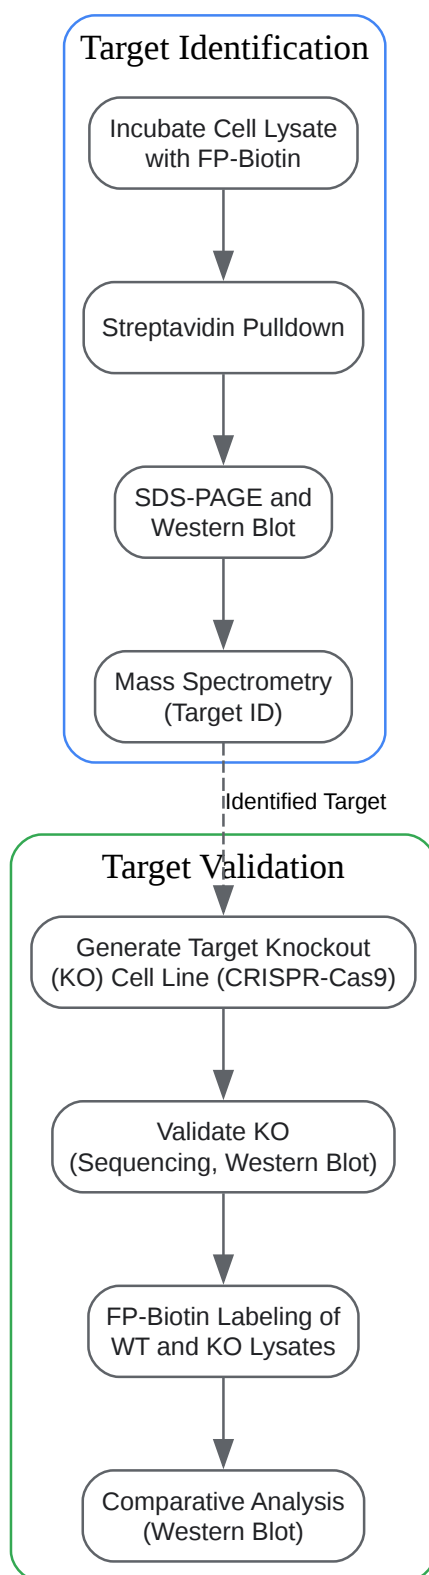 Target Identification
Incubate Cell Lysate
with FP-Biotin
Streptavidin Pulldown
SDS-PAGE and
Western Blot
Mass Spectrometry
(Target ID)
Identified Target
Target Validation
Generate Target Knockout
(KO) Cell Line (CRISPR-Cas9)
Validate KO
(Sequencing, Western Blot)
FP-Biotin Labeling of
WT and KO Lysates
Comparative Analysis
(Western Blot)